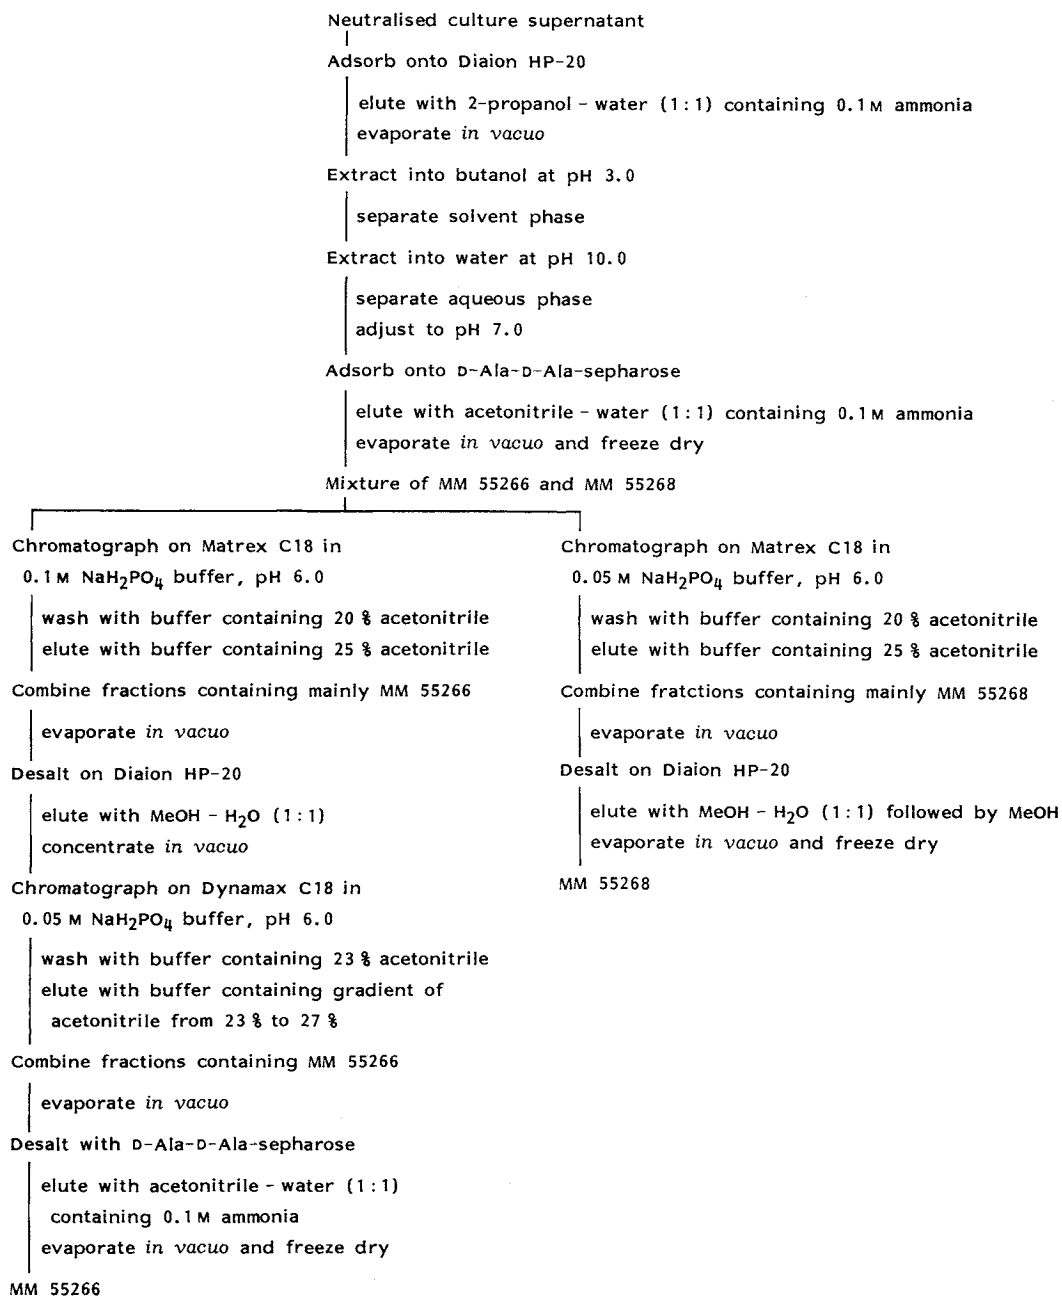 Neutralised culture supernatant
Adsorb onto Diaion HP-20
elute with 2-propanol - water (1:1) containing 0.1 M ammonia
evaporate in vacuo
Extract into butanol at pH 3.0
separate solvent phase
Extract into water at pH 10.0
separate aqueous phase
adjust to pH 7.0
Adsorb onto D-Ala-D-Ala-sepharose
elute with acetonitrile - water (1:1) containing 0.1 M ammonia
evaporate in vacuo and freeze dry
Mixture of MM 55266 and MM 55268
Chromatograph on Matrex C18 in
0.1 M NaH₂PO₄ buffer, pH 6.0
wash with buffer containing 20 % acetonitrile
elute with buffer containing 25 % acetonitrile
Combine fractions containing mainly MM 55266
evaporate in vacuo
Desalt on Diaion HP-20
elute with MeOH - H₂O (1:1)
concentrate in vacuo
Chromatograph on Dynamax C18 in
0.05 M NaH₂PO₄ buffer, pH 6.0
wash with buffer containing 23 % acetonitrile
elute with buffer containing gradient of
acetonitrile from 23 % to 27 %
Combine fractions containing MM 55266
evaporate in vacuo
Desalt with D-Ala-D-Ala-sepharose
elute with acetonitrile - water (1:1)
containing 0.1 M ammonia
evaporate in vacuo and freeze dry
MM 55266
Chromatograph on Matrex C18 in
0.05 M NaH₂PO₄ buffer, pH 6.0
wash with buffer containing 20 % acetonitrile
elute with buffer containing 25 % acetonitrile
Combine fratctions containing mainly MM 55268
evaporate in vacuo
Desalt on Diaion HP-20
elute with MeOH - H₂O (1:1) followed by MeOH
evaporate in vacuo and freeze dry
MM 55268